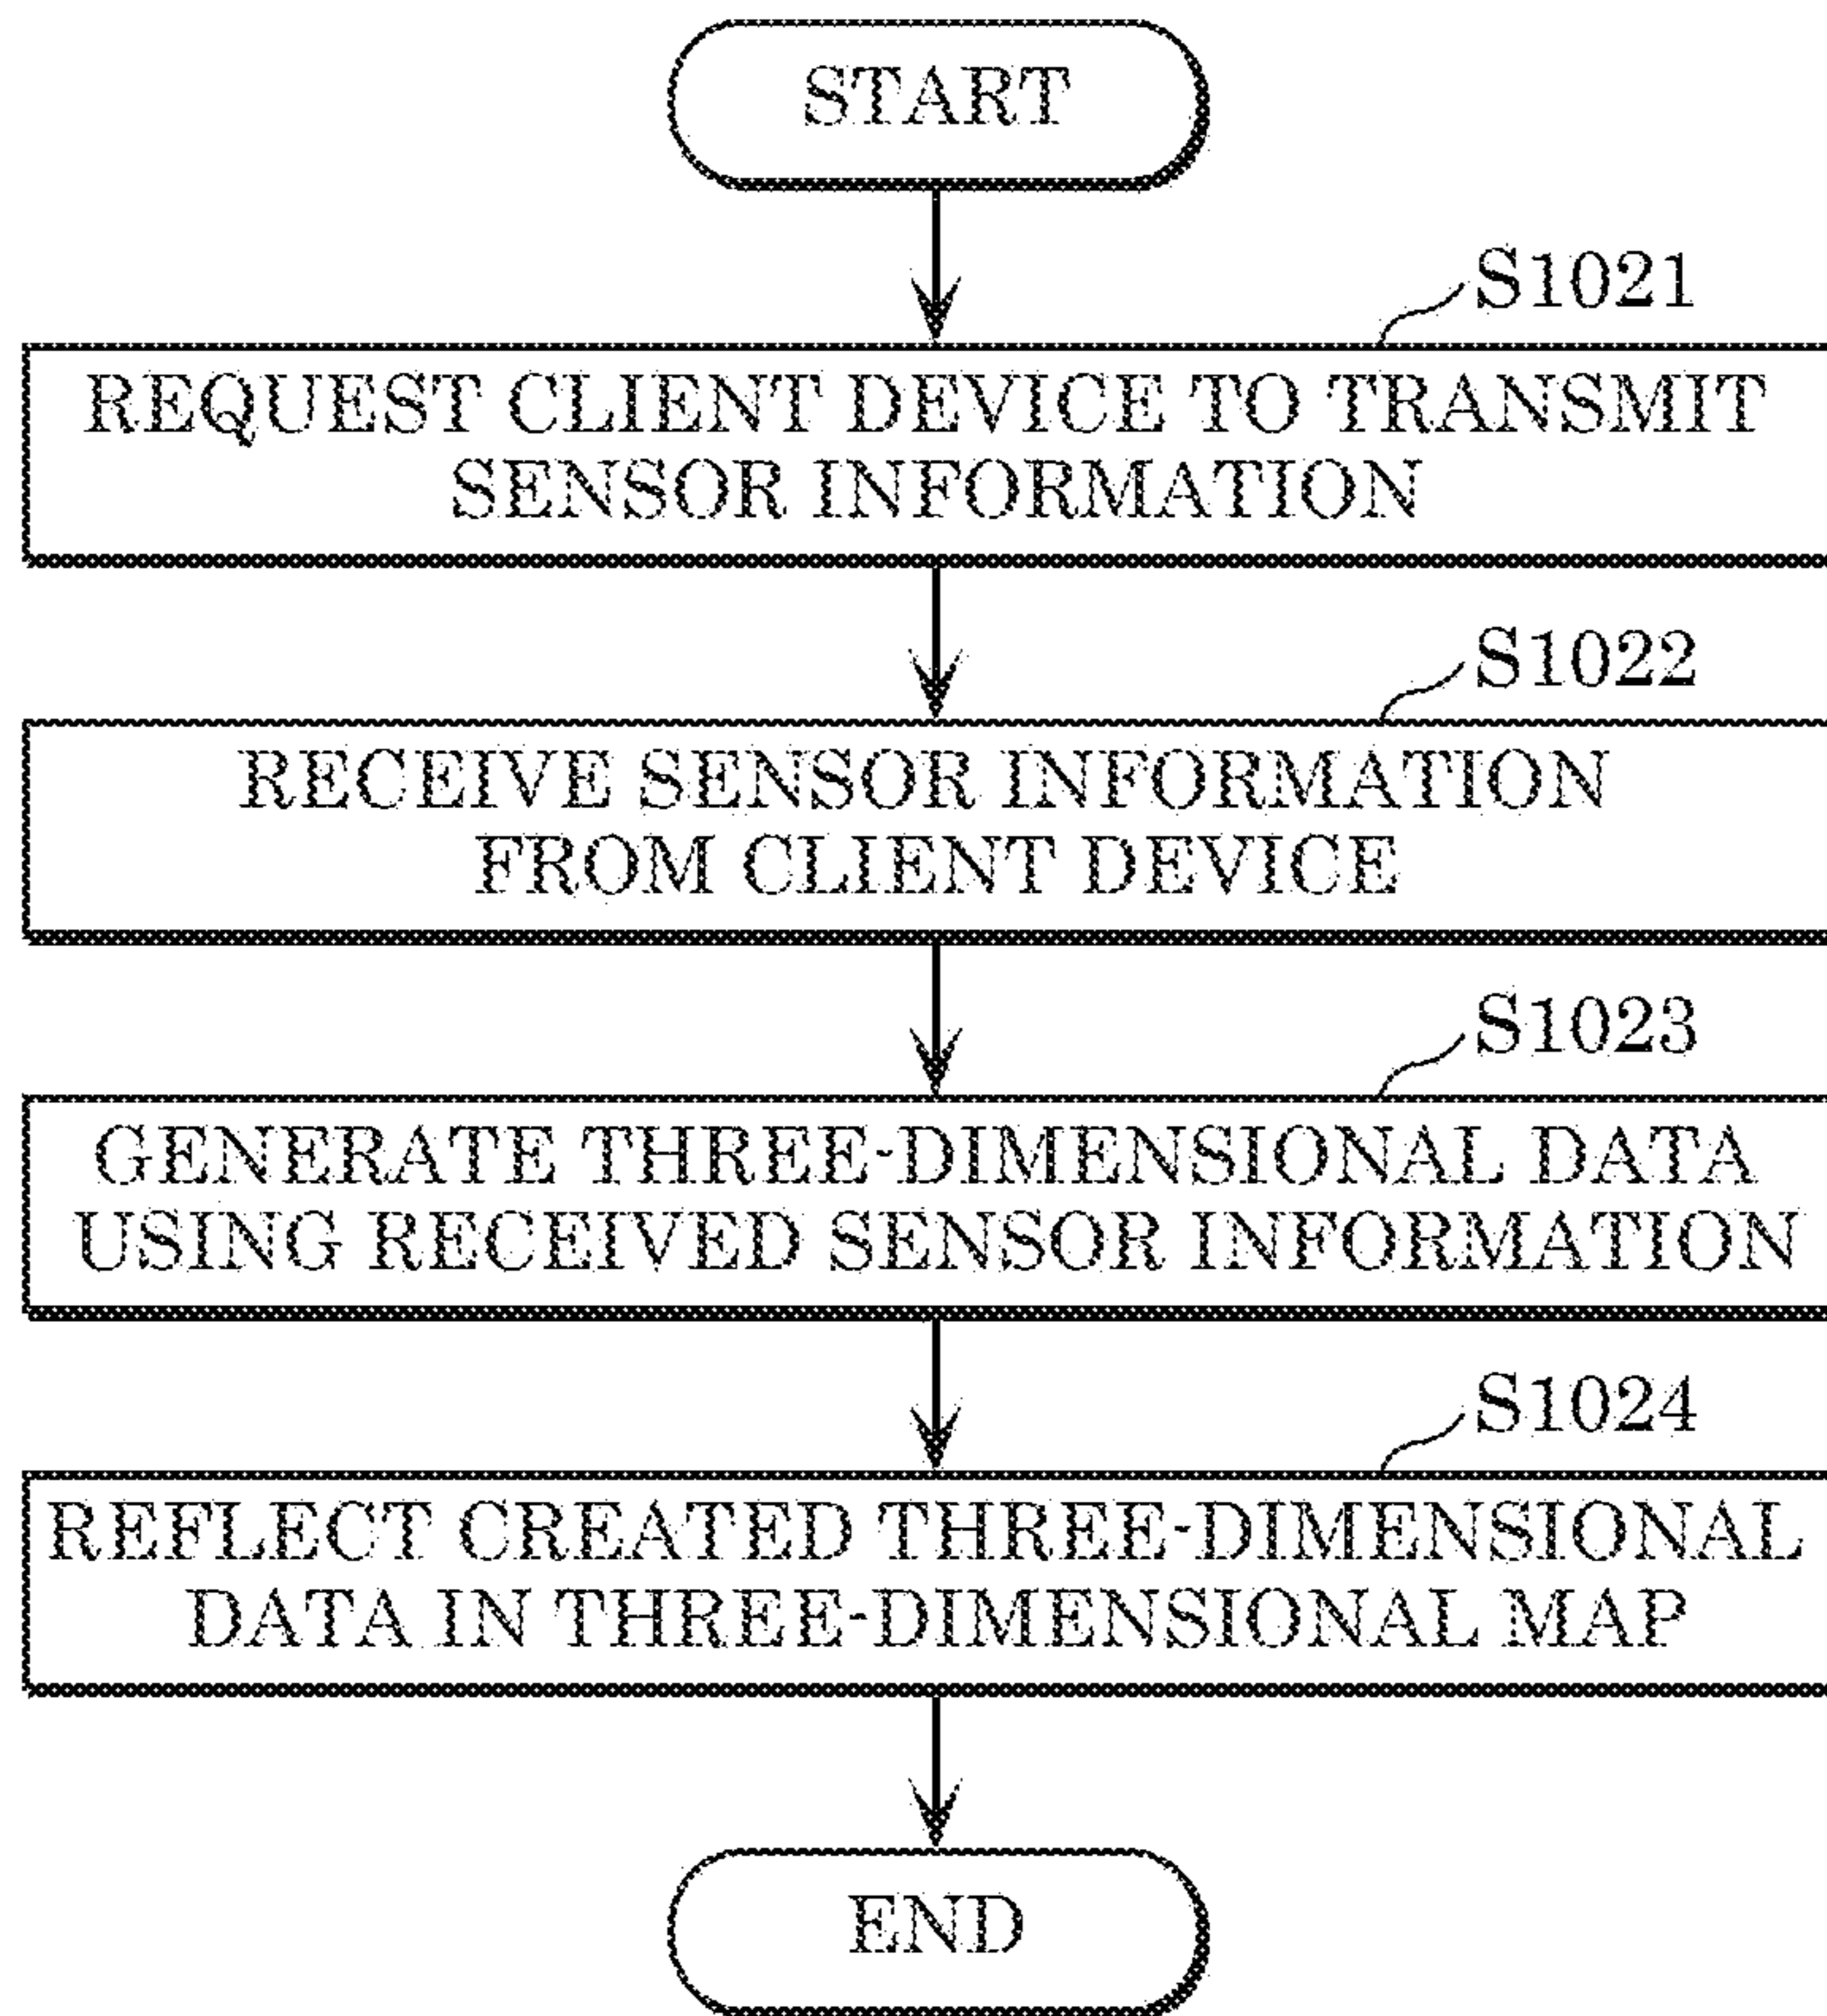 START
S1021
REQUEST CLIENT DEVICE TO TRANSMIT
SENSOR INFORMATION
S1022
RECEIVE SENSOR INFORMATION
FROM CLIENT DEVICE
S1023
GENERATE THREE-DIMENSIONAL DATA
USING RECEIVED SENSOR INFORMATION
S1024
REFLECT CREATED THREE-DIMENSIONAL
DATA IN THREE-DIMENSIONAL MAP
END